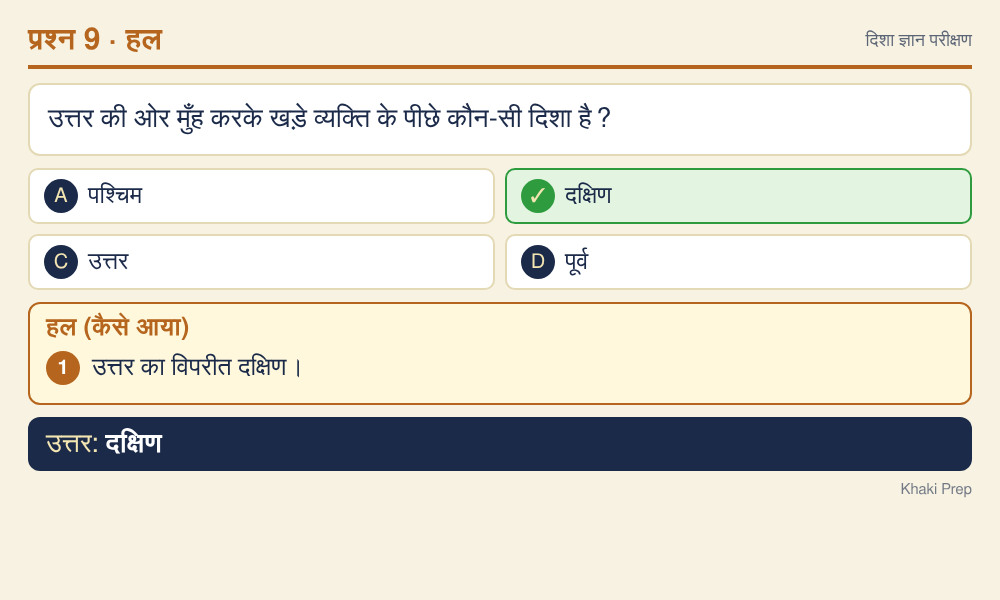 प्रश्न 9 · हल
दिशा ज्ञान परीक्षण
उत्तर की ओर मुँह करके खड़े व्यक्ति के पीछे कौन-सी दिशा है ?
A पश्चिम
✓ दक्षिण
C उत्तर
D पूर्व
हल (कैसे आया)
1 उत्तर का विपरीत दक्षिण।
उत्तर: दक्षिण
Khaki Prep